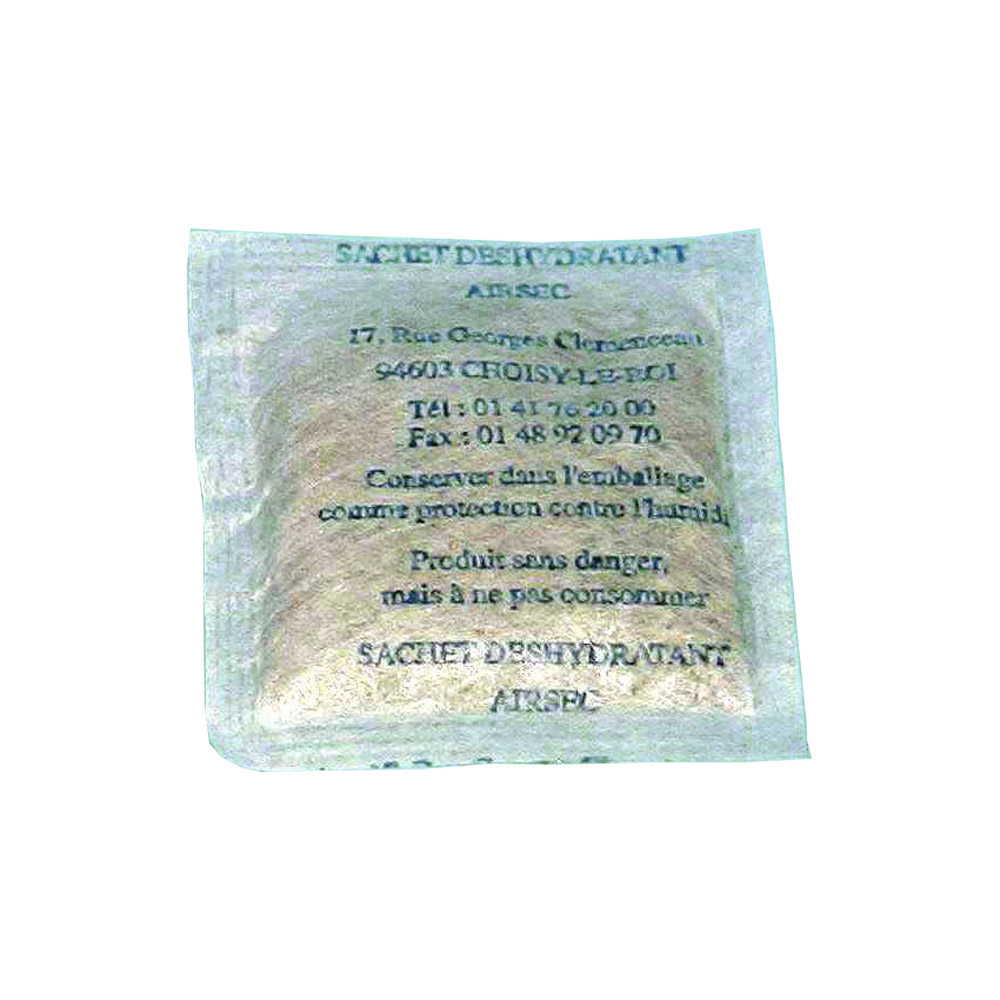 SACHET DESHYDRATANT
AIRSEC
17, Rue Georges Clemenceau
94603 CHOISY-LE-ROI
Tél : 01 41 76 20 00
Fax : 01 48 92 09 70
Conserver dans l'emballage
comme protection contre l'humidi
Produit sans danger,
mais à ne pas consommer
SACHET DESHYDRATANT
AIRSEC